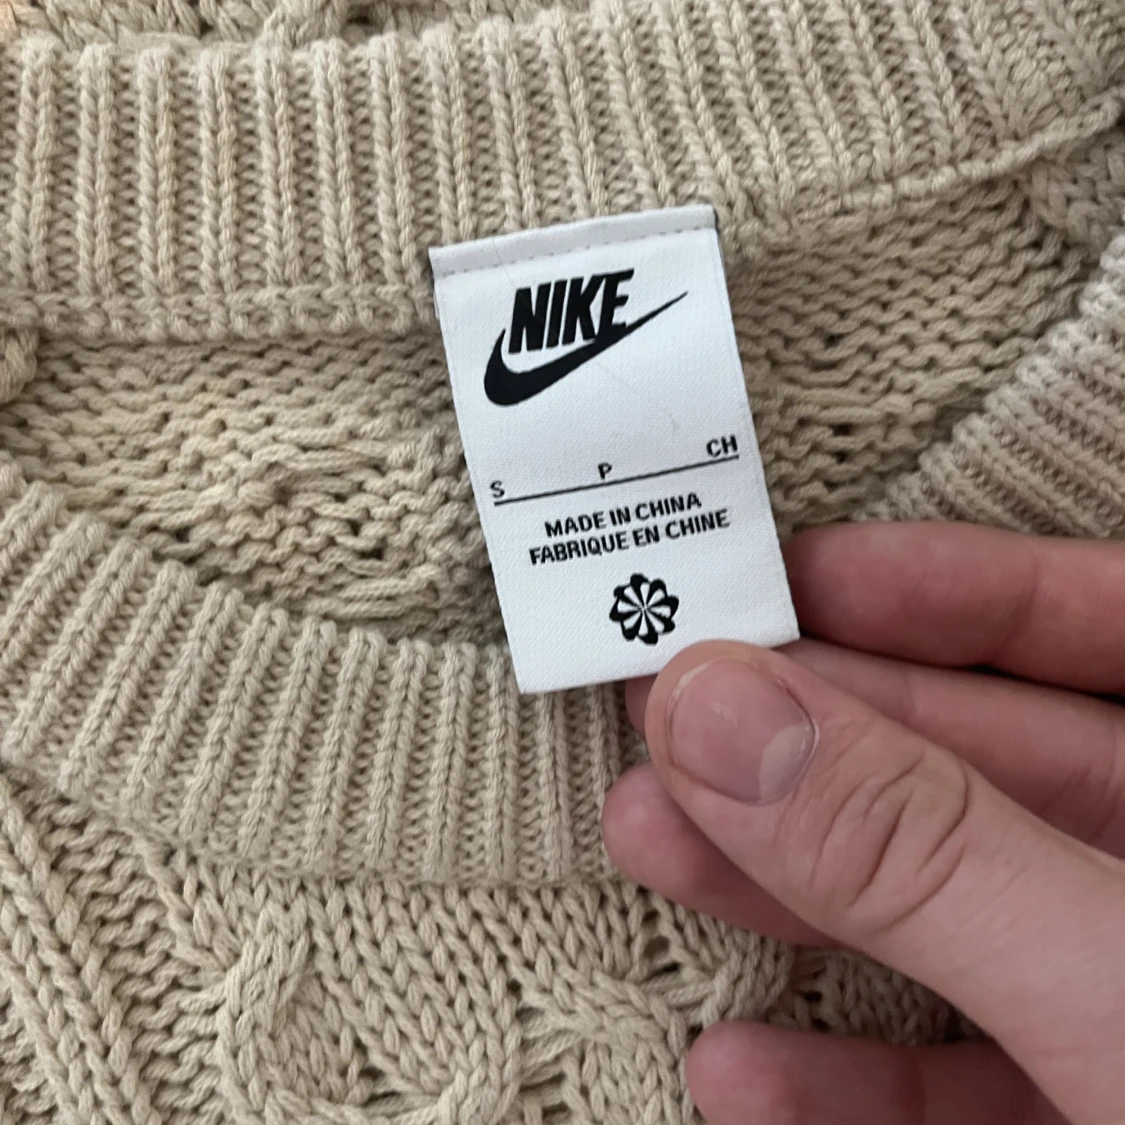 NIKE
S P CH
MADE IN CHINA
FABRIQUE EN CHINE